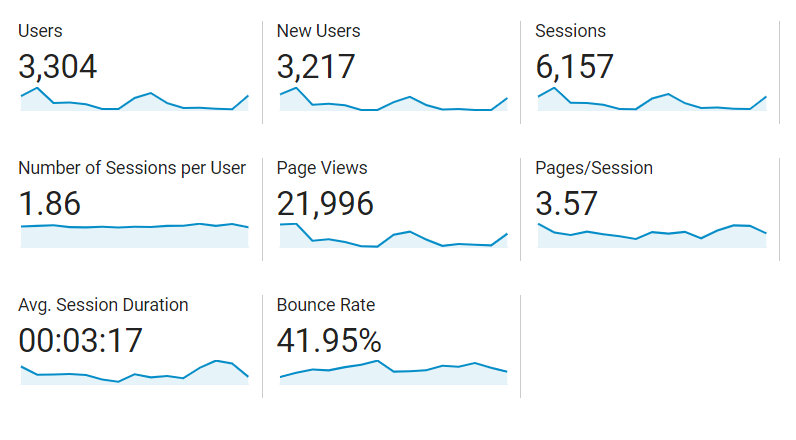 Users
3,304
New Users
3,217
Sessions
6,157
Number of Sessions per User
1.86
Page Views
21,996
Pages/Session
3.57
Avg. Session Duration
00:03:17
Bounce Rate
41.95%